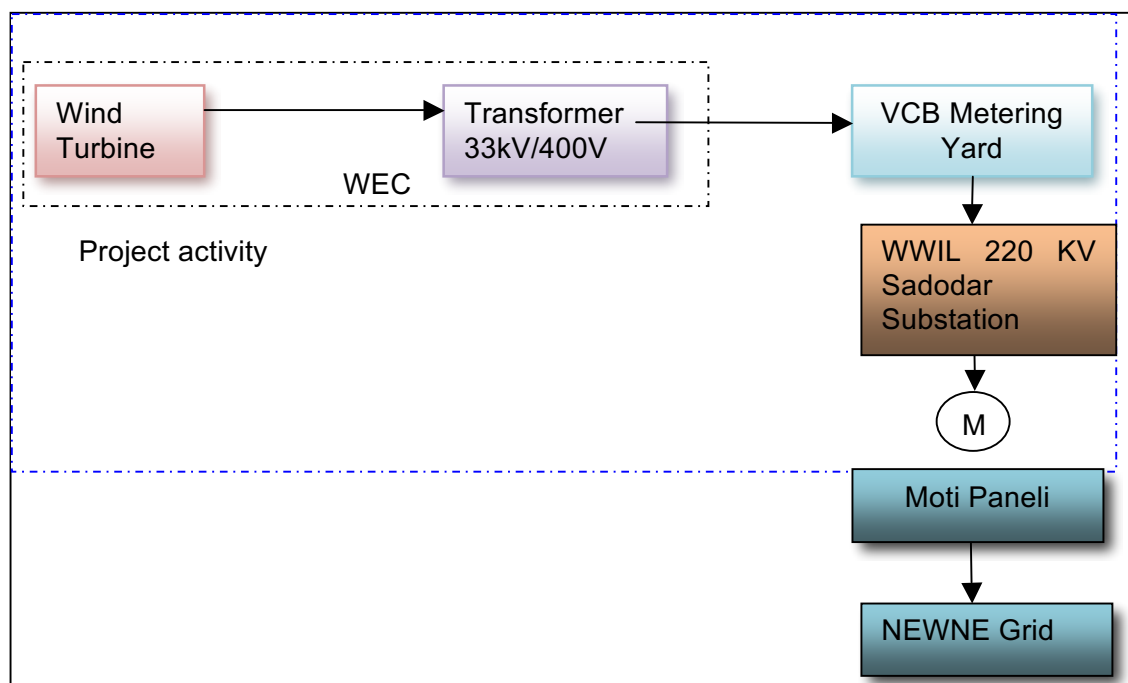 Wind
Turbine
Transformer
33kV/400V
VCB Metering
Yard
WEC
Project activity
WWIL 220 KV
Sadodar
Substation
M
Moti Paneli
NEWNE Grid